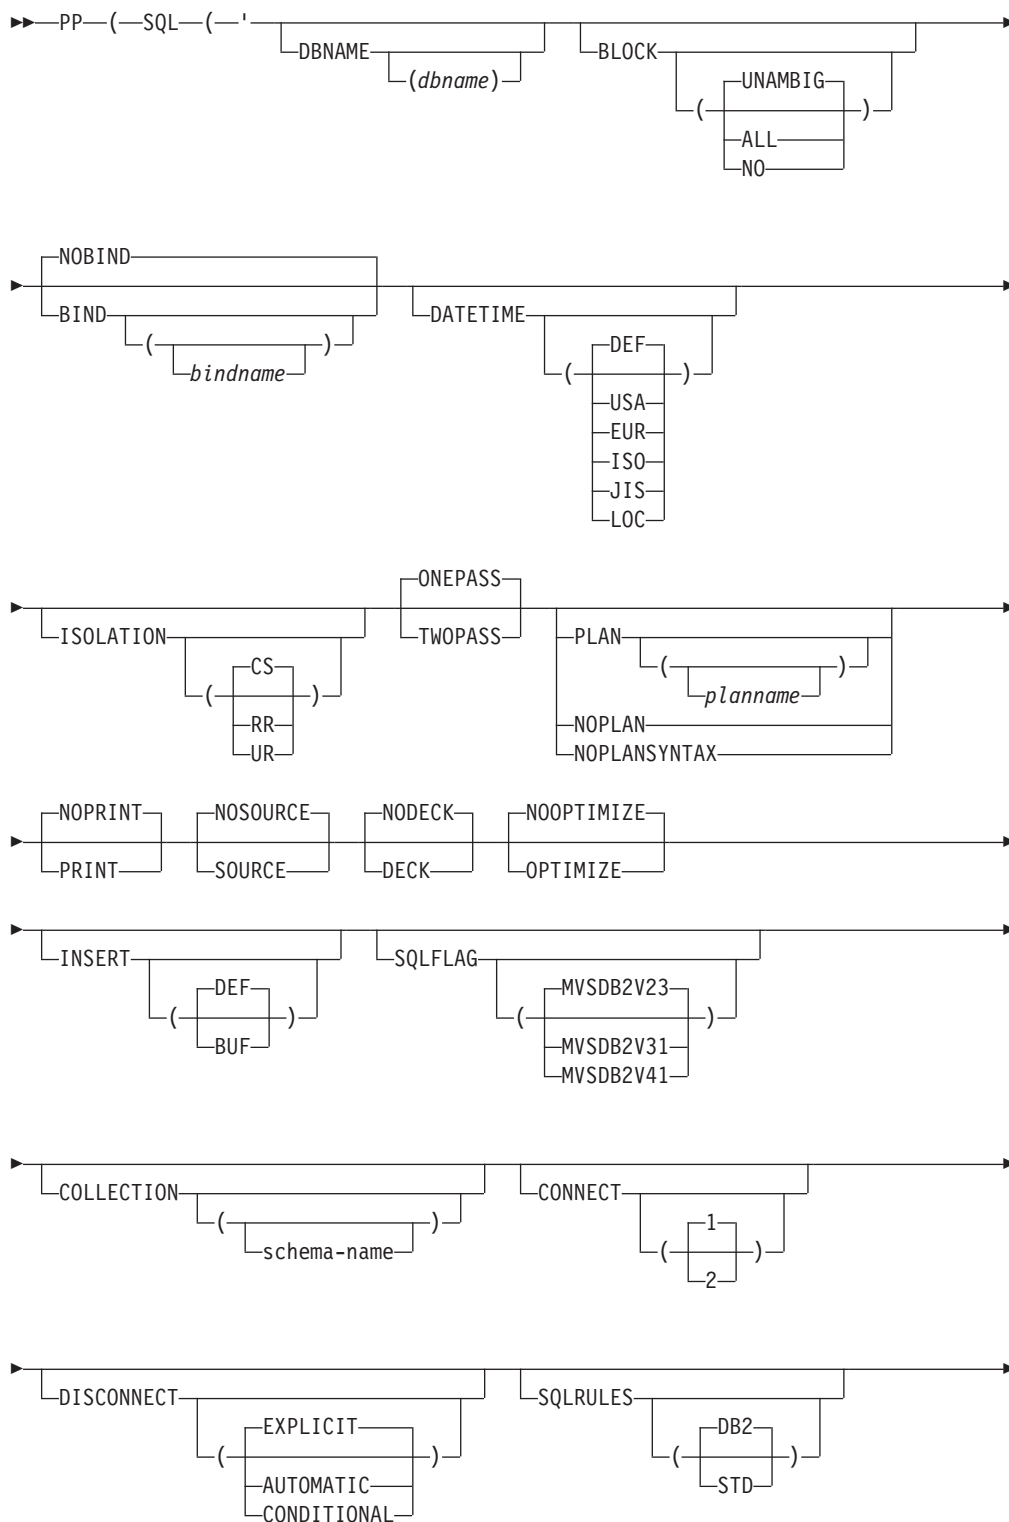 PP ( SQL ( '
DBNAME
(dbname)
BLOCK
( UNAMBIG )
ALL
NO
NOBIND
BIND
( )
bindname
DATETIME
( DEF )
USA
EUR
ISO
JIS
LOC
ISOLATION
( CS )
RR
UR
ONEPASS
TWOPASS
PLAN
( )
planname
NOPLAN
NOPLANSYNTAX
NOPRINT
PRINT
NOSOURCE
SOURCE
NODECK
DECK
NOOPTIMIZE
OPTIMIZE
INSERT
( DEF )
BUF
SQLFLAG
( MVSDB2V23 )
MVSDB2V31
MVSDB2V41
COLLECTION
( )
schema-name
CONNECT
( 1 )
2
DISCONNECT
( EXPLICIT )
AUTOMATIC
CONDITIONAL
SQLRULES
( DB2 )
STD